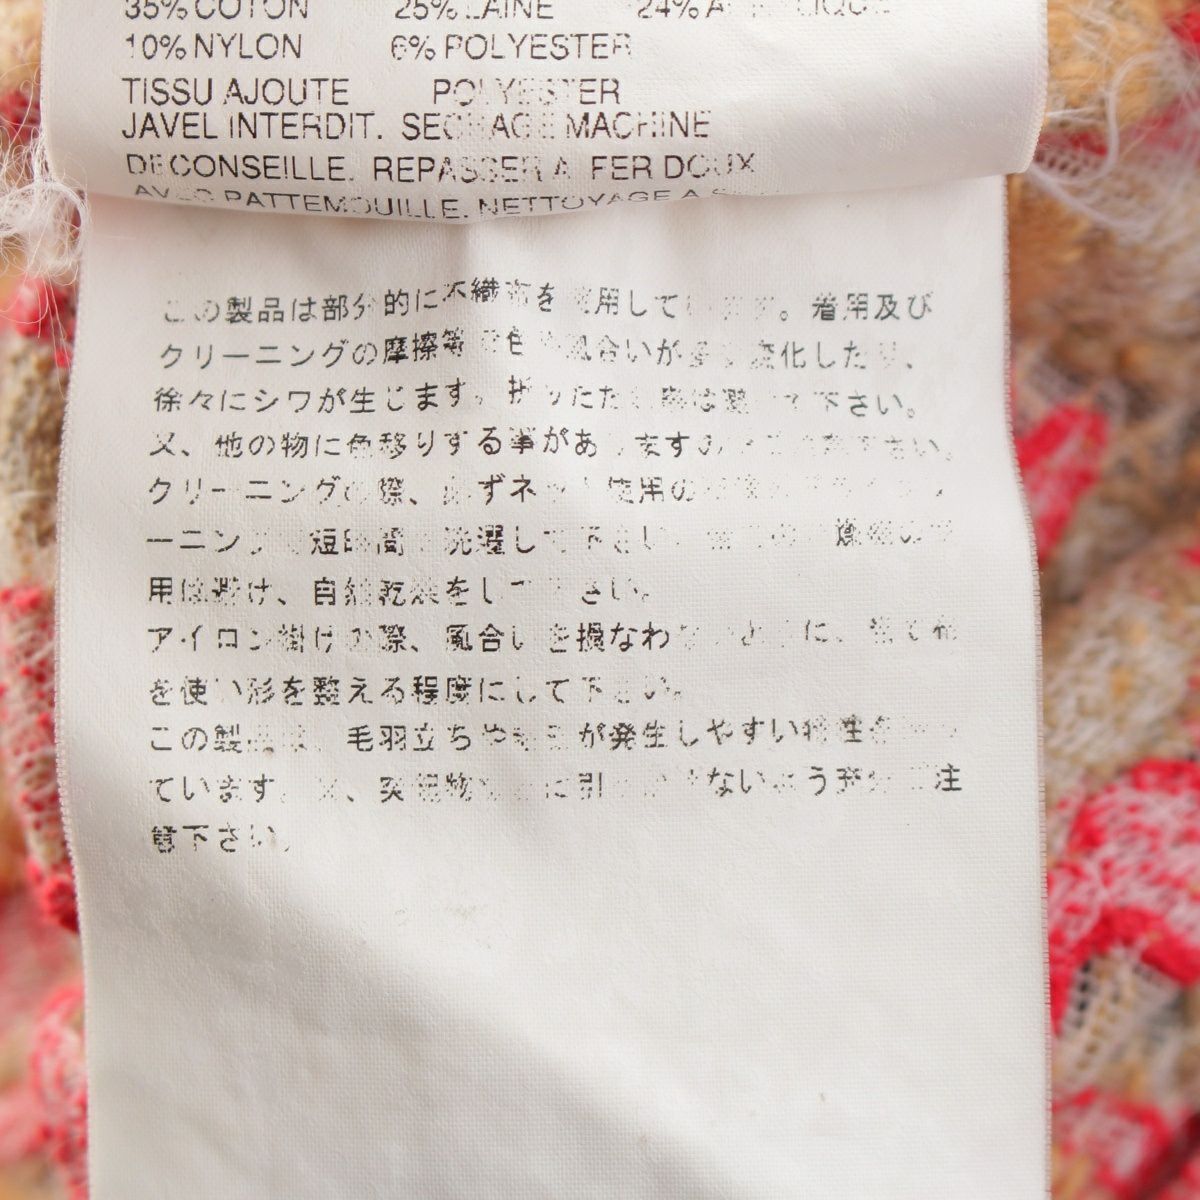 35% COTON 25% LAINE 24%
10% NYLON 6% POLYESTER
TISSU AJOUTE POLYESTER
JAVEL INTERDIT. SECHAGE MACHINE
DECONSEILLE. REPASSER A FER DOUX
AVEC PATTEMOUILLE. NETTOYAGE A
この製品は部分的に不織布を使用しています。着用及び
クリーニングの摩擦等で色や風合いが多少変化したり、
徐々にシワが生じます。折りたたむ事は避けて下さい。
又、他の物に色移りする事がありますので
クリーニングの際、必ずネット使用の
ーニングで短時間で洗濯して下さい。
用は避け、自然乾燥をして下さい。
アイロン掛けの際、風合いを損なわないように、当て布
を使い形を整える程度にして下さい。
この製品は、毛羽立ちや が発生しやすい特性を
ています。又、突起物 に引 ないよう充分ご注
意下さい。